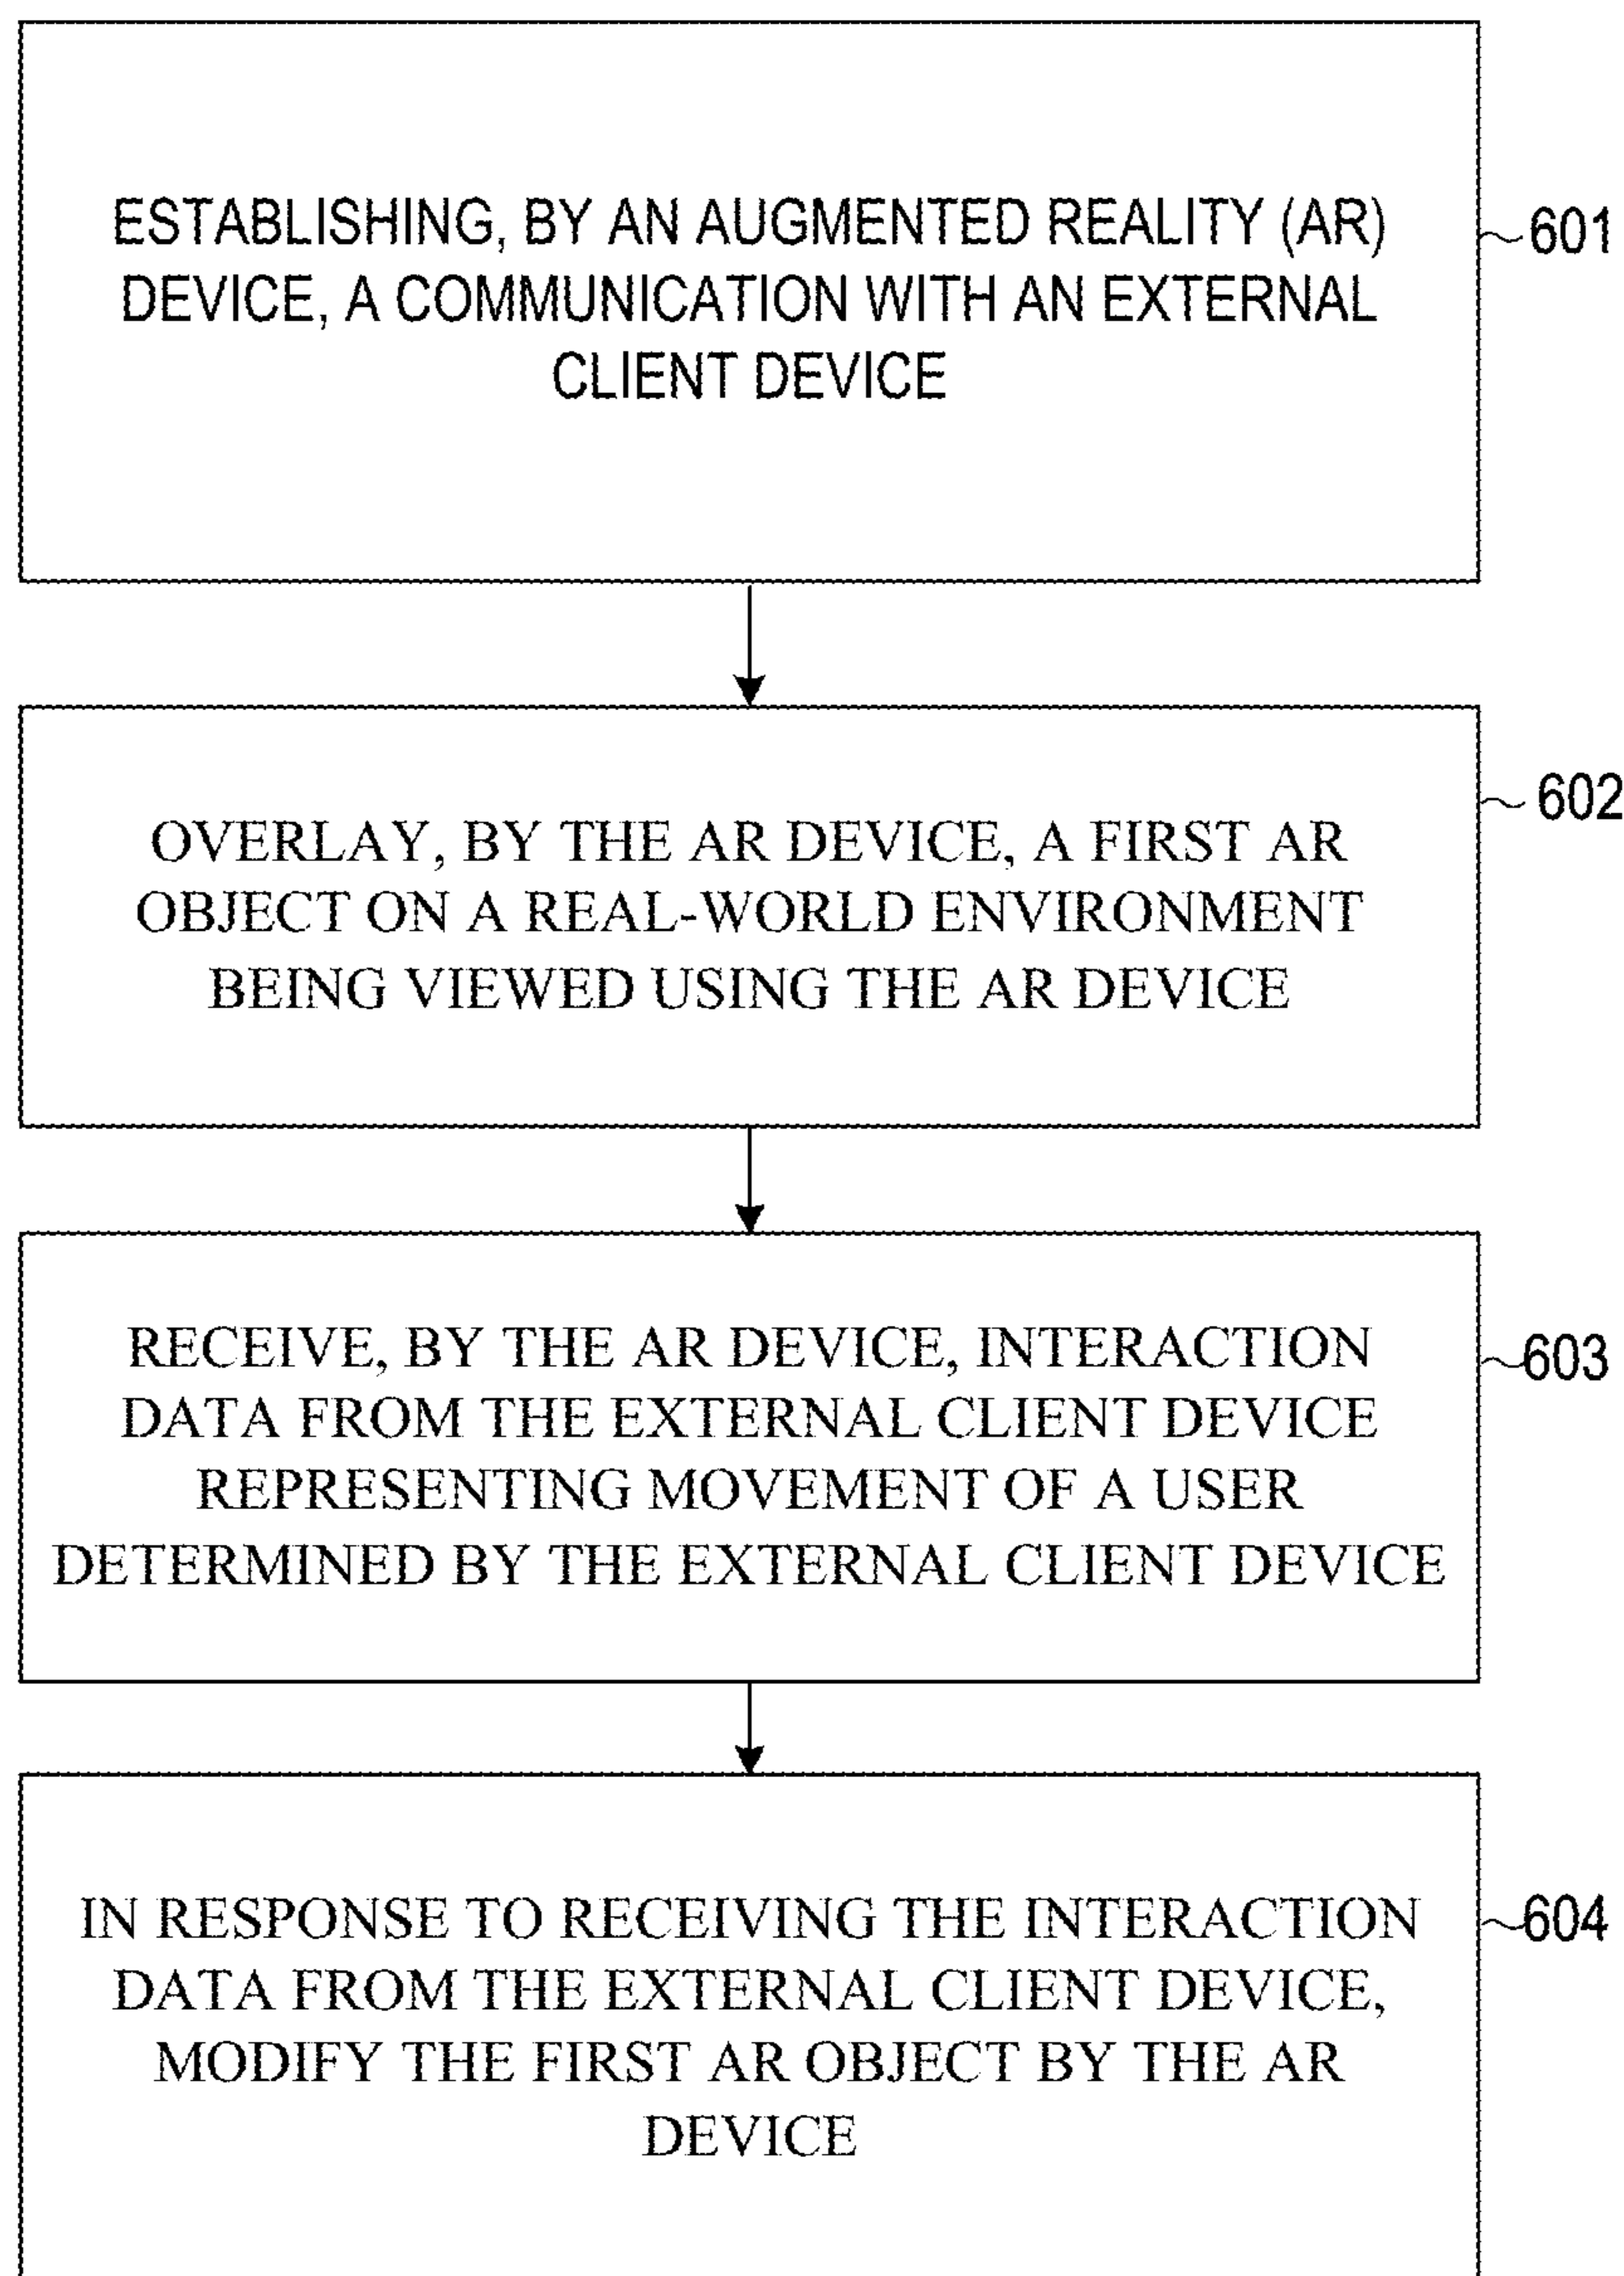 ESTABLISHING, BY AN AUGMENTED REALITY (AR)
DEVICE, A COMMUNICATION WITH AN EXTERNAL
CLIENT DEVICE
601
OVERLAY, BY THE AR DEVICE, A FIRST AR
OBJECT ON A REAL-WORLD ENVIRONMENT
BEING VIEWED USING THE AR DEVICE
602
RECEIVE, BY THE AR DEVICE, INTERACTION
DATA FROM THE EXTERNAL CLIENT DEVICE
REPRESENTING MOVEMENT OF A USER
DETERMINED BY THE EXTERNAL CLIENT DEVICE
603
IN RESPONSE TO RECEIVING THE INTERACTION
DATA FROM THE EXTERNAL CLIENT DEVICE,
MODIFY THE FIRST AR OBJECT BY THE AR
DEVICE
604